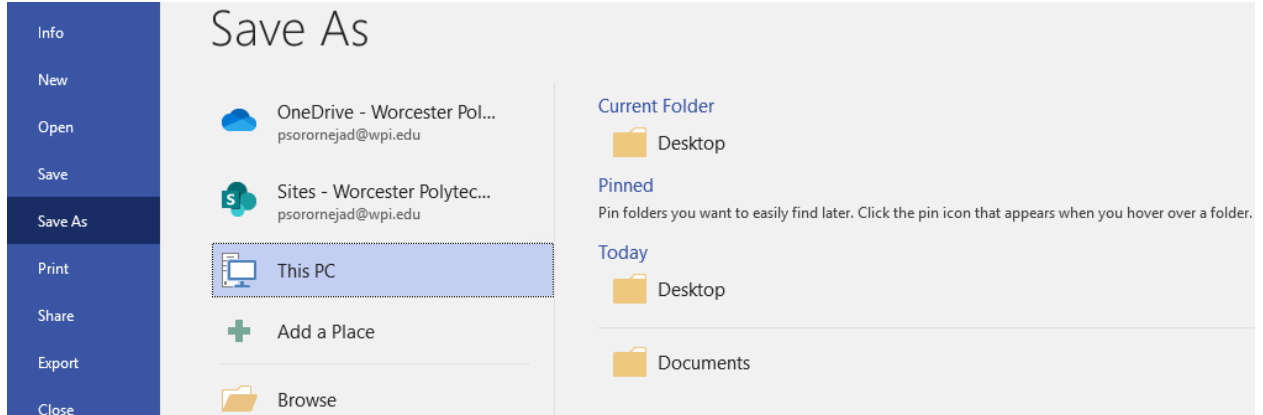 Info
New
Open
Save
Save As
Print
Share
Export
Close
Save As
OneDrive - Worcester Pol...
psorornejad@wpi.edu
S
Sites - Worcester Polytec...
psorornejad@wpi.edu
This PC
Add a Place
Browse
Current Folder
Desktop
Pinned
Pin folders you want to easily find later. Click the pin icon that appears when you hover over a folder.
Today
Desktop
Documents